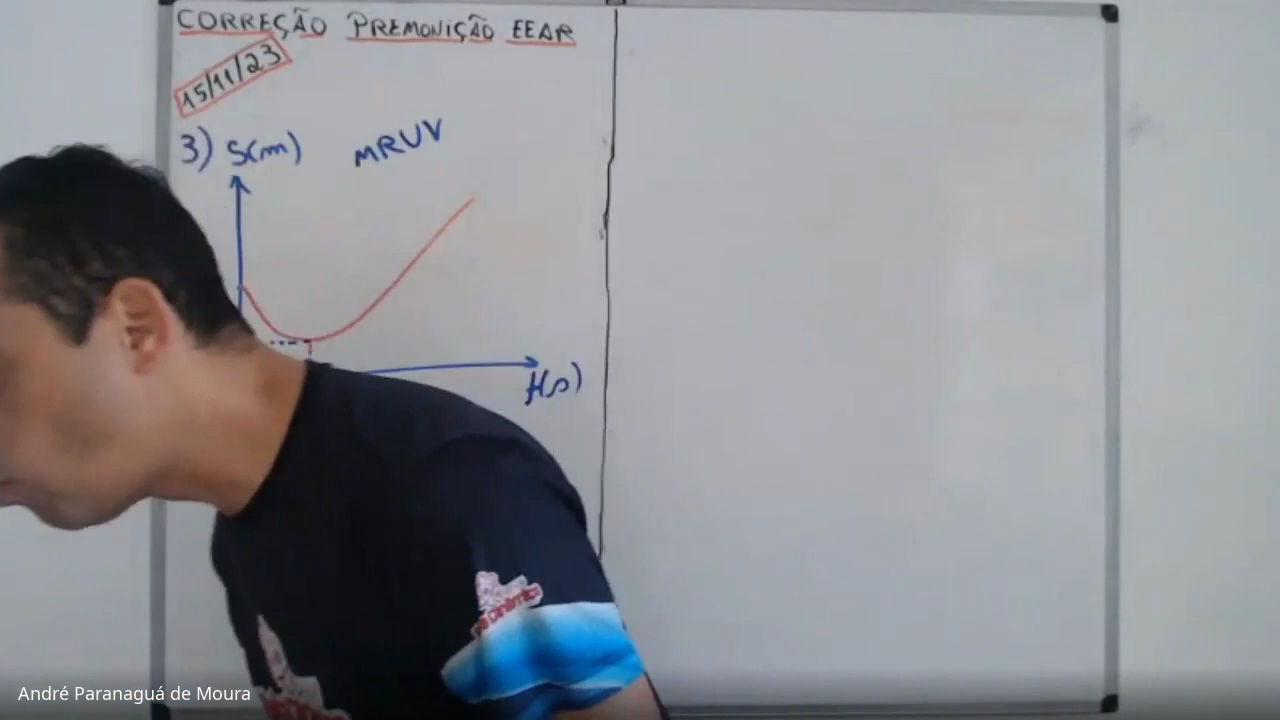 CORREÇÃO PREMONIÇÃO EEAR
15/11/23
3) S(m) MRUV
t(s)
André Paranaguá de Moura